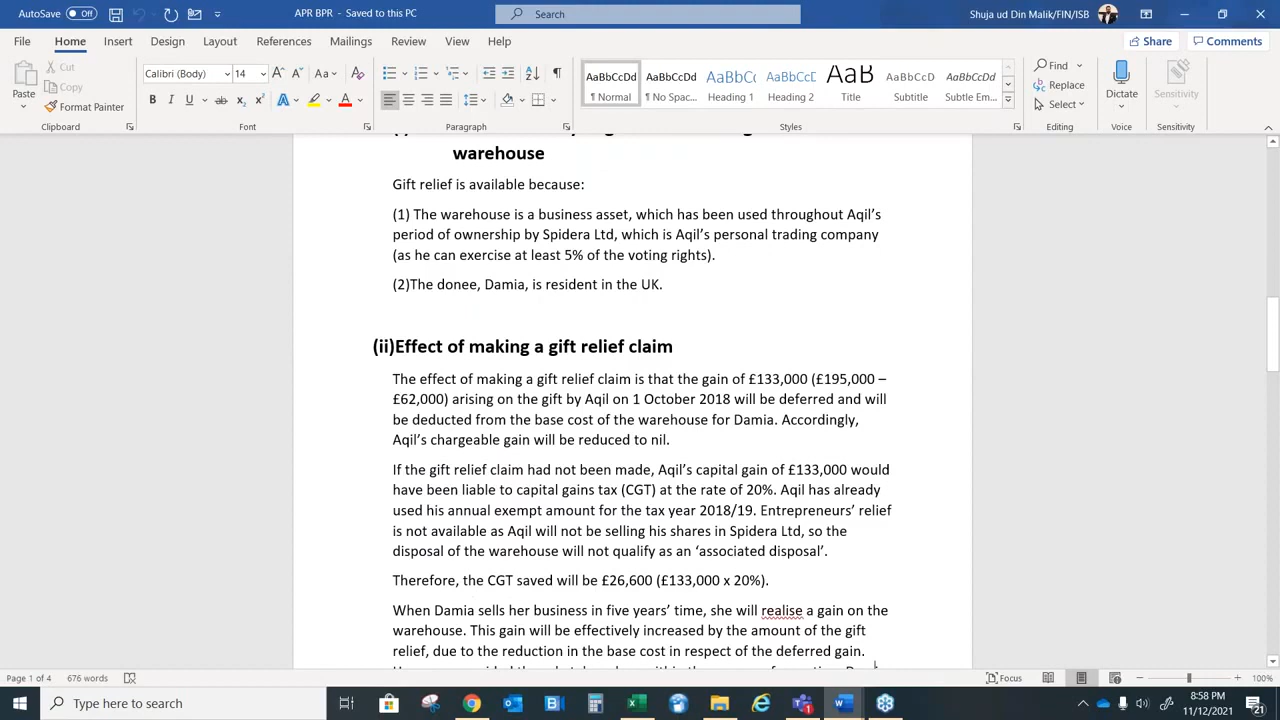 AutoSave Off
APR BPR - Saved to this PC
Search
Shuja ud Din Malik/FIN/ISB
File Home Insert Design Layout References Mailings Review View Help
Share Comments
Cut
Copy
Format Painter
Paste
Calibri (Body) 14
AaBbCcDd AaBbCcDd AaBbC AaBbCcE AaB AaBbCcD AaBbCcDd
¶ Normal ¶ No Spac... Heading 1 Heading 2 Title Subtitle Subtle Em...
Find
Replace
Select
Dictate
Sensitivity
Clipboard Font Paragraph Styles Editing Voice Sensitivity
warehouse
Gift relief is available because:
(1) The warehouse is a business asset, which has been used throughout Aqil’s
period of ownership by Spidera Ltd, which is Aqil’s personal trading company
(as he can exercise at least 5% of the voting rights).
(2)The donee, Damia, is resident in the UK.
(ii)Effect of making a gift relief claim
The effect of making a gift relief claim is that the gain of £133,000 (£195,000 –
£62,000) arising on the gift by Aqil on 1 October 2018 will be deferred and will
be deducted from the base cost of the warehouse for Damia. Accordingly,
Aqil’s chargeable gain will be reduced to nil.
If the gift relief claim had not been made, Aqil’s capital gain of £133,000 would
have been liable to capital gains tax (CGT) at the rate of 20%. Aqil has already
used his annual exempt amount for the tax year 2018/19. Entrepreneurs’ relief
is not available as Aqil will not be selling his shares in Spidera Ltd, so the
disposal of the warehouse will not qualify as an ‘associated disposal’.
Therefore, the CGT saved will be £26,600 (£133,000 x 20%).
When Damia sells her business in five years’ time, she will realise a gain on the
warehouse. This gain will be effectively increased by the amount of the gift
relief, due to the reduction in the base cost in respect of the deferred gain.
Page 1 of 4 676 words
Focus
100%
Type here to search
8:58 PM
11/12/2021
21